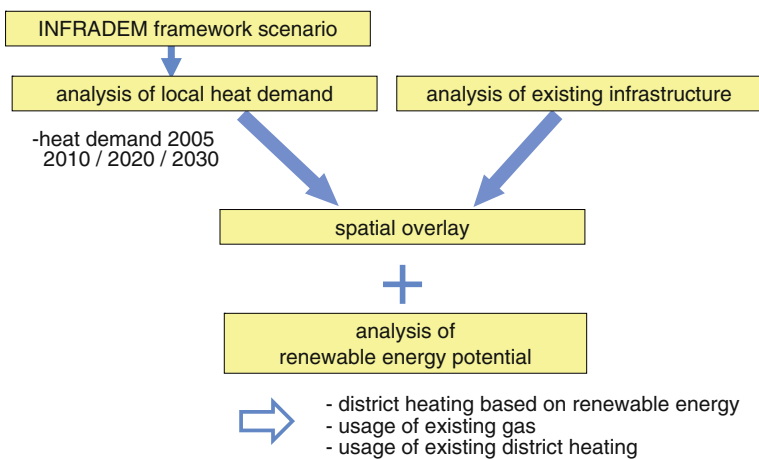 INFRADEM framework scenario
analysis of local heat demand
analysis of existing infrastructure
-heat demand 2005
2010 / 2020 / 2030
spatial overlay
+
analysis of
renewable energy potential
- district heating based on renewable energy
- usage of existing gas
- usage of existing district heating